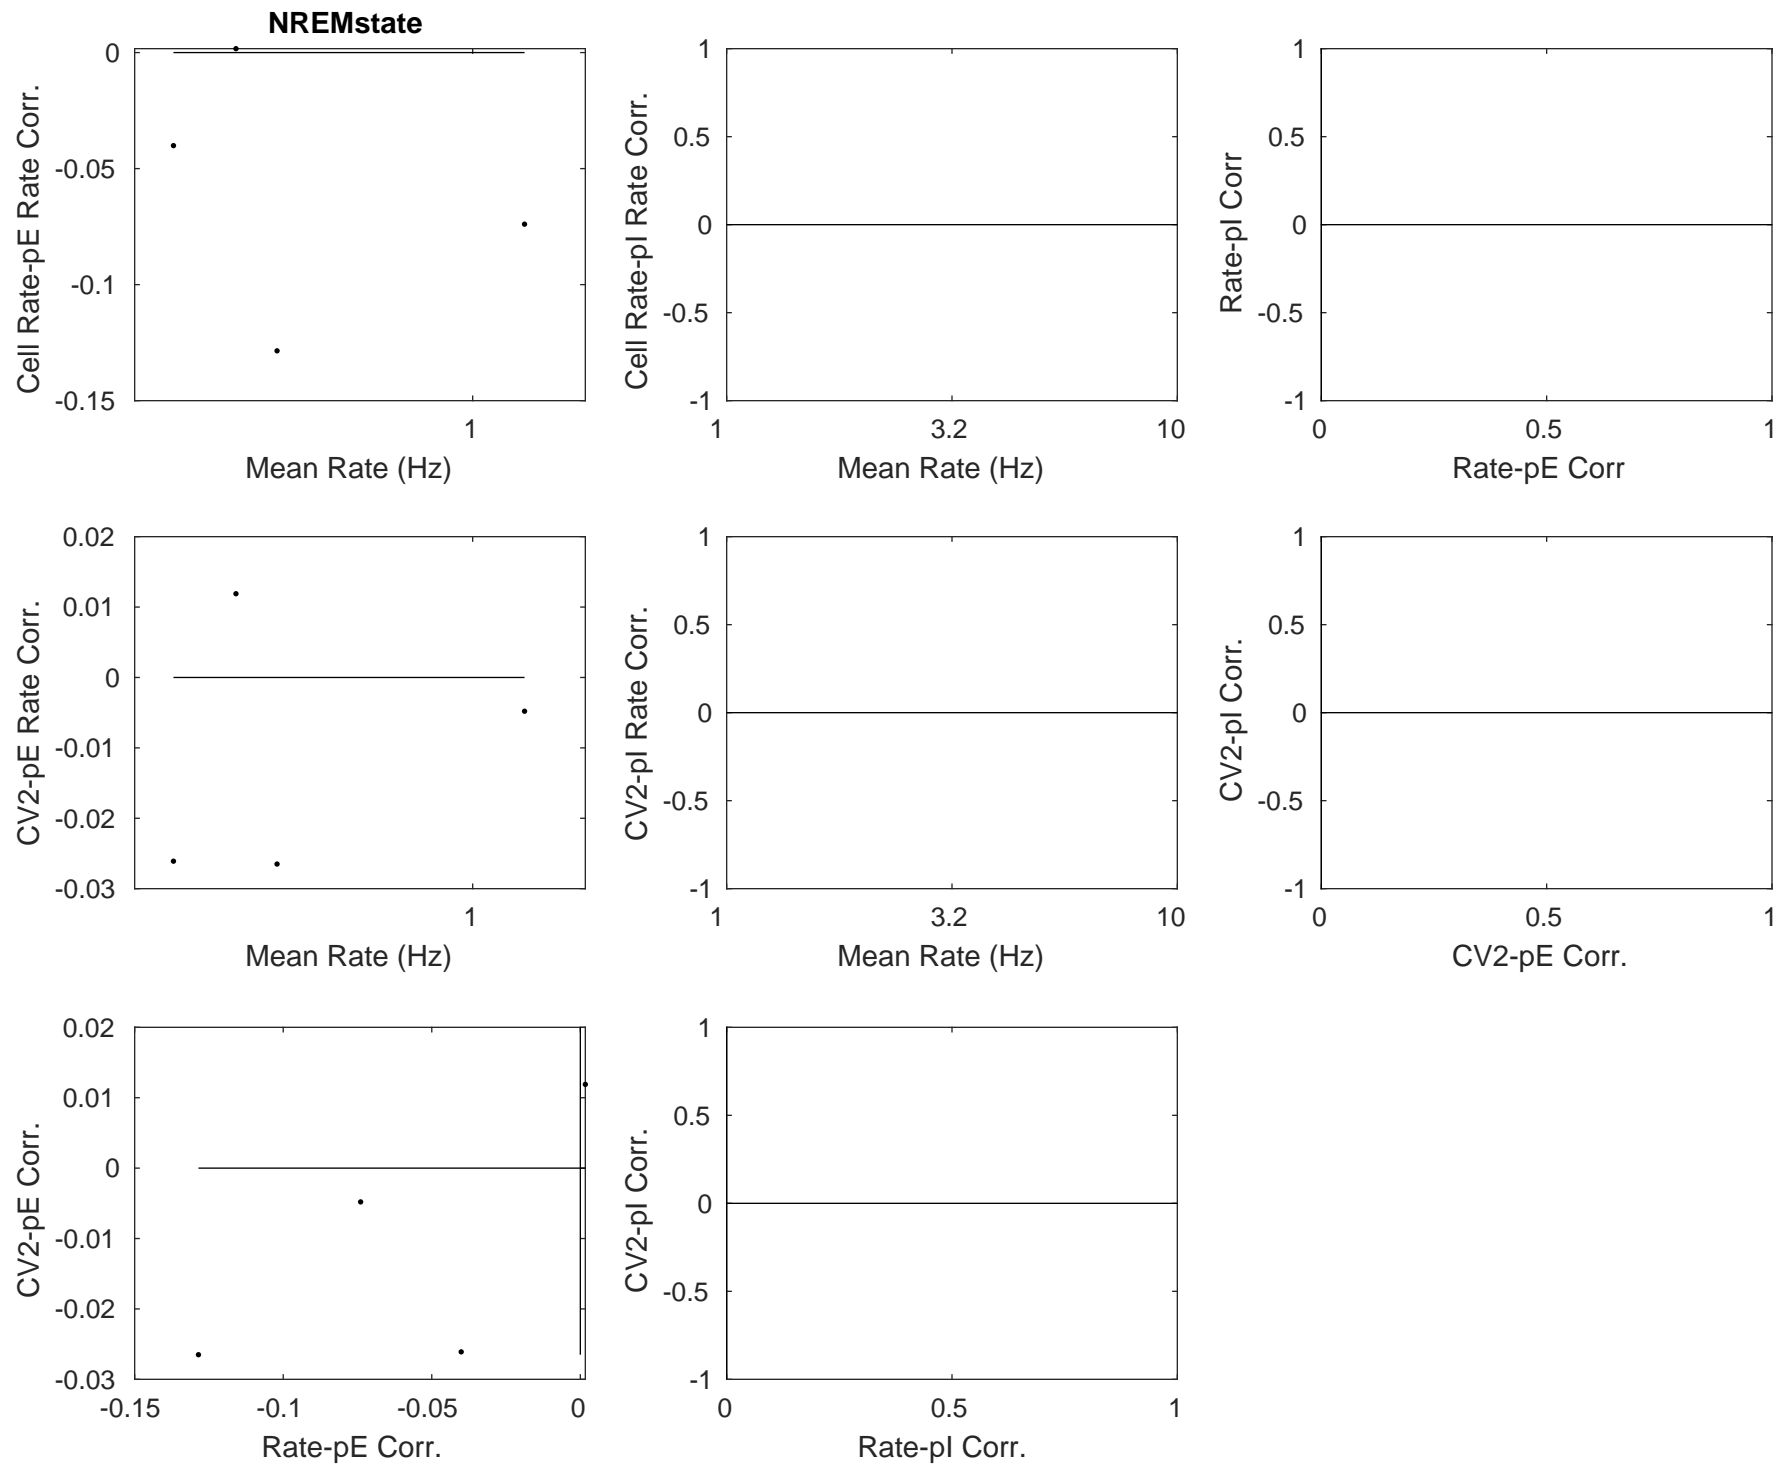 NREMstate
Cell Rate-pE Rate Corr.
0
-0.05
-0.1
-0.15
1
Mean Rate (Hz)
Cell Rate-pI Rate Corr.
1
0.5
0
-0.5
-1
1 3.2 10
Mean Rate (Hz)
Rate-pI Corr
1
0.5
0
-0.5
-1
0 0.5 1
Rate-pE Corr
CV2-pE Rate Corr.
0.02
0.01
0
-0.01
-0.02
-0.03
1
Mean Rate (Hz)
CV2-pI Rate Corr.
1
0.5
0
-0.5
-1
1 3.2 10
Mean Rate (Hz)
CV2-pI Corr.
1
0.5
0
-0.5
-1
0 0.5 1
CV2-pE Corr.
CV2-pE Corr.
0.02
0.01
0
-0.01
-0.02
-0.03
-0.15 -0.1 -0.05 0
Rate-pE Corr.
CV2-pI Corr.
1
0.5
0
-0.5
-1
0 0.5 1
Rate-pI Corr.